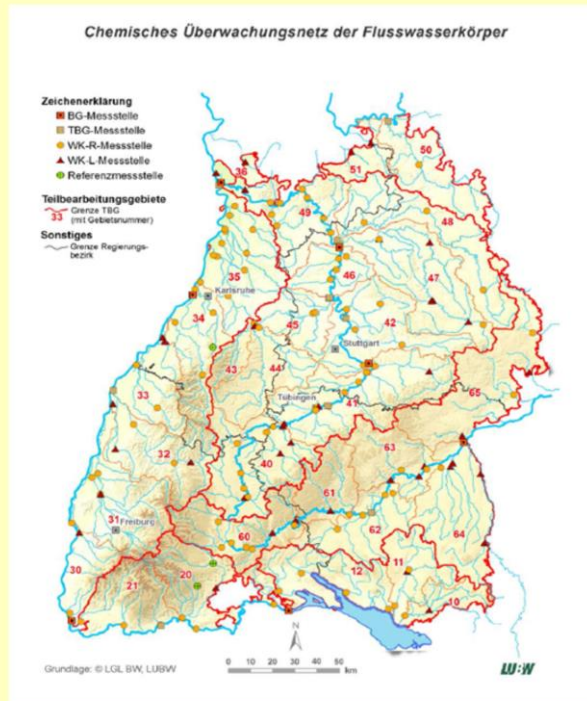 Chemisches Überwachungsnetz der Flusswasserkörper
Zeichenerklärung
BG-Messstelle
TBG-Messstelle
WK-R-Messstelle
WK-L-Messstelle
Referenzmessstelle
Teilbearbeitungsgebiete
33
Grenze TBG
(mit Gebietsnummer)
Sonstiges
Grenze Regierungs-
bezirk
36
51
50
49
48
35
46
47
Karlsruhe
34
45
42
43
44
Stuttgart
33
Tübingen
41
65
32
40
63
61
31
Freiburg
60
62
64
30
21
20
12
11
10
N
0 10 20 30 40 50
km
Grundlage: © LGL BW, LUBW
LUBW